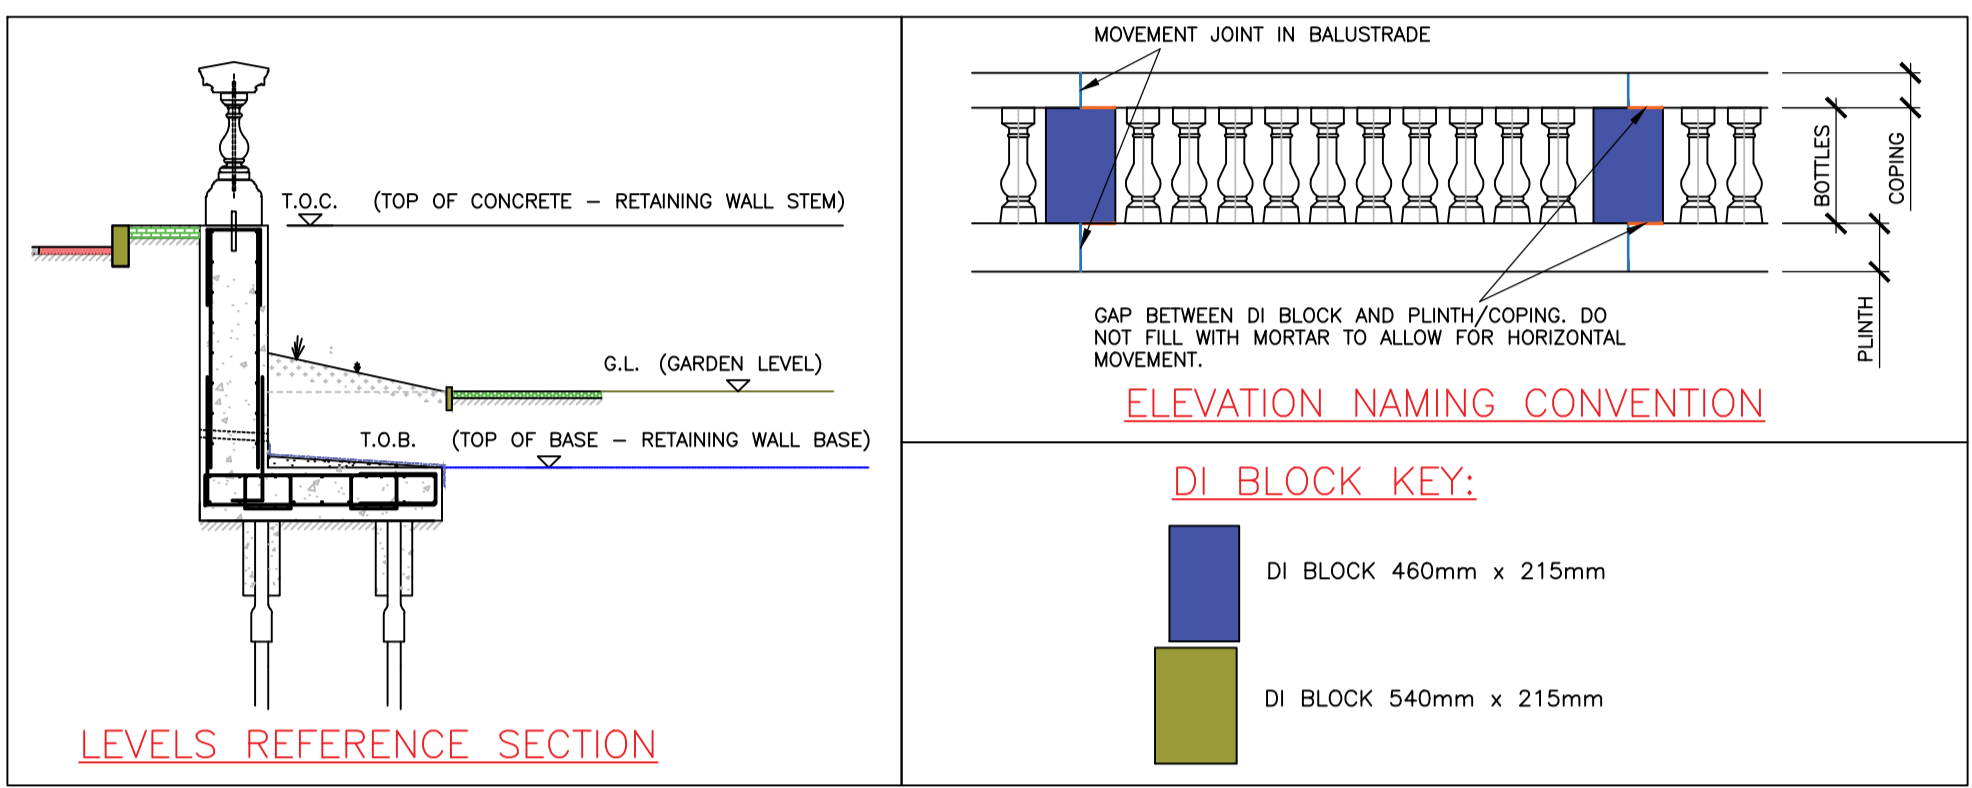 T.O.C. (TOP OF CONCRETE – RETAINING WALL STEM)
G.L. (GARDEN LEVEL)
T.O.B. (TOP OF BASE – RETAINING WALL BASE)
LEVELS REFERENCE SECTION
MOVEMENT JOINT IN BALUSTRADE
BOTTLES
COPING
PLINTH
GAP BETWEEN DI BLOCK AND PLINTH/COPING. DO
NOT FILL WITH MORTAR TO ALLOW FOR HORIZONTAL
MOVEMENT.
ELEVATION NAMING CONVENTION
DI BLOCK KEY:
DI BLOCK 460mm x 215mm
DI BLOCK 540mm x 215mm